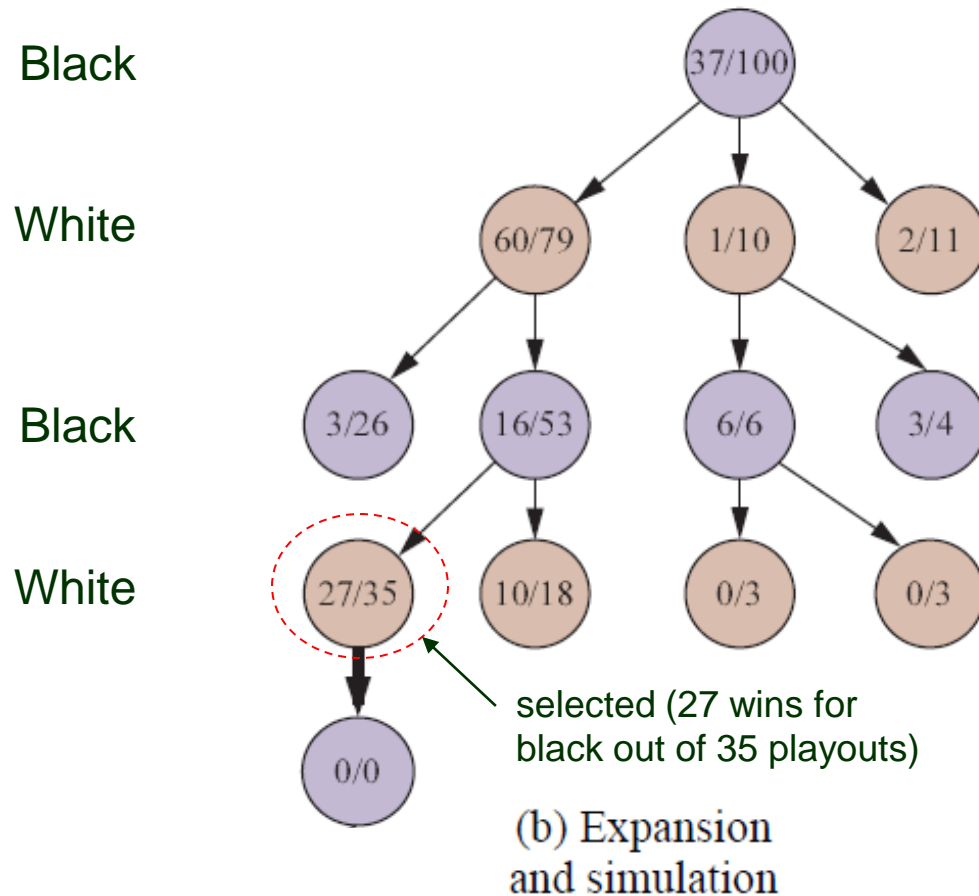 Black
37/100
White
60/79
1/10
2/11
Black
3/26
16/53
6/6
3/4
White
27/35
10/18
0/3
0/3
selected (27 wins for
black out of 35 playouts)
0/0
(b) Expansion
and simulation